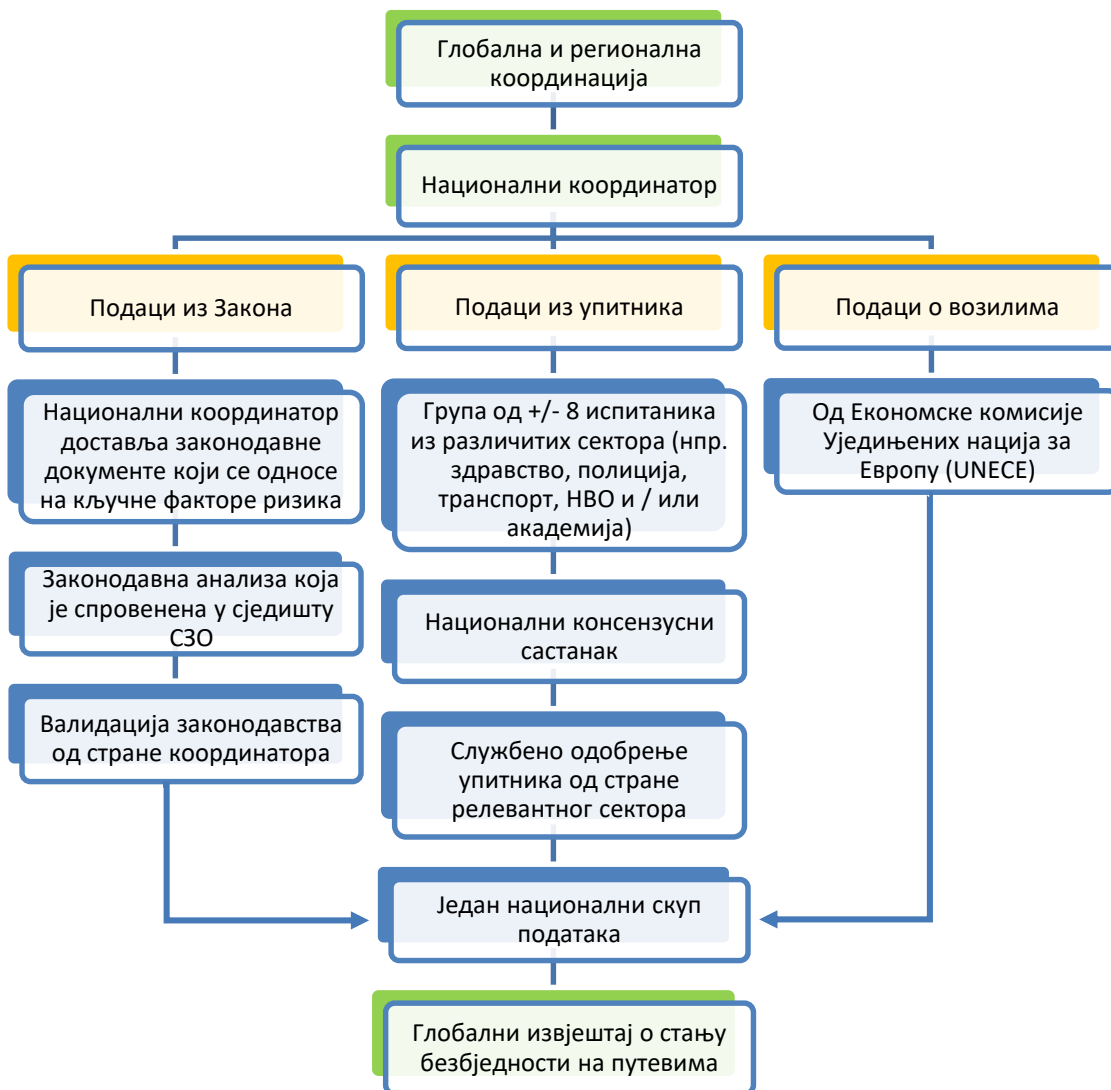 Глобална и регионална
координација
Национални координатор
Подаци из Закона
Подаци из упитника
Подаци о возилима
Национални координатор
доставља законодавне
документе који се односе
на кључне факторе ризика
Група од +/- 8 испитаника
из различитих сектора (нпр.
здравство, полиција,
транспорт, НВО и / или
академија)
Од Економске комисије
Уједињених нација за
Европу (UNECE)
Законодавна анализа која
је спровенена у сједишту
СЗО
Национални консензусни
састанак
Валидација законодавства
од стране координатора
Службено одобрење
упитника од стране
релевантног сектора
Један национални скуп
података
Глобални извјештај о стању
безбједности на путевима